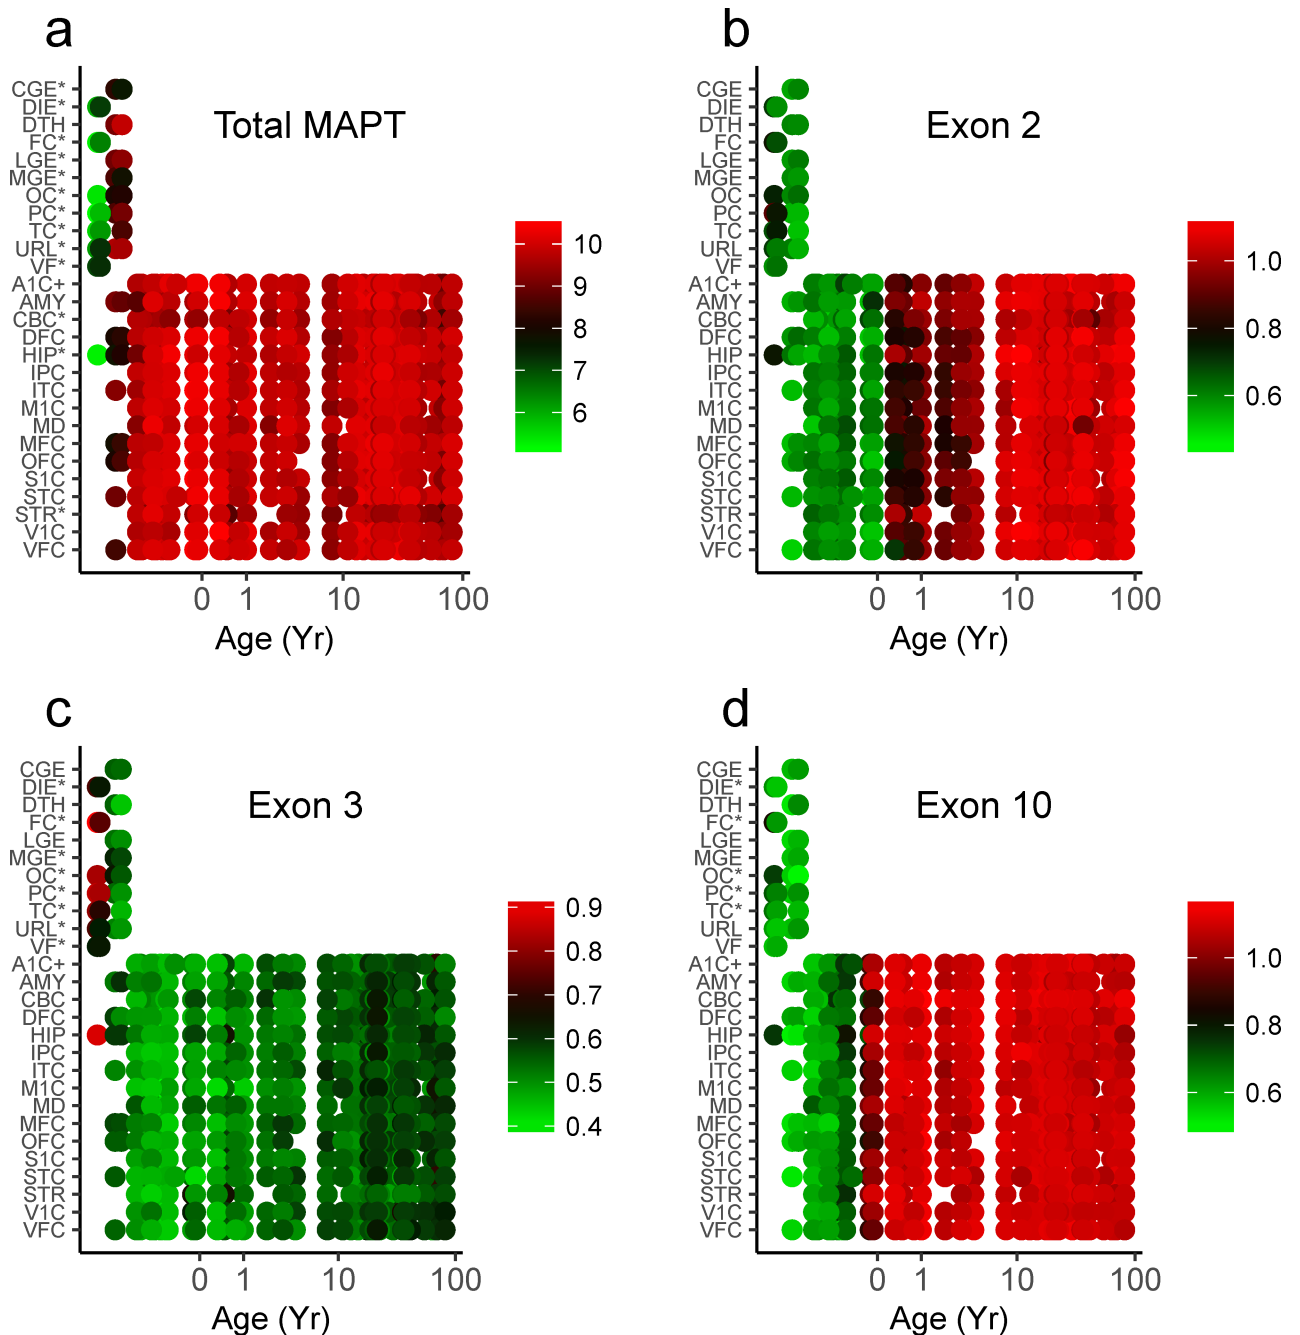 a
Total MAPT
CGE*
DIE*
DTH
FC*
LGE*
MGE*
OC*
PC*
TC*
URL*
VF*
A1C+
AMY
CBC*
DFC
HIP*
IPC
ITC
M1C
MD
MFC
OFC
S1C
STC
STR*
V1C
VFC
10
9
8
7
6
0 1 10 100
Age (Yr)
b
Exon 2
CGE
DIE
DTH
FC
LGE
MGE
OC
PC
TC
URL
VF
A1C+
AMY
CBC
DFC
HIP
IPC
ITC
M1C
MD
MFC
OFC
S1C
STC
STR
V1C
VFC
1.0
0.8
0.6
0 1 10 100
Age (Yr)
c
Exon 3
CGE
DIE*
DTH
FC*
LGE
MGE*
OC*
PC*
TC*
URL*
VF*
A1C+
AMY
CBC
DFC
HIP
IPC
ITC
M1C
MD
MFC
OFC
S1C
STC
STR
V1C
VFC
0.9
0.8
0.7
0.6
0.5
0.4
0 1 10 100
Age (Yr)
d
Exon 10
CGE
DIE*
DTH
FC*
LGE
MGE
OC*
PC*
TC*
URL
VF
A1C+
AMY
CBC
DFC
HIP
IPC
ITC
M1C
MD
MFC
OFC
S1C
STC
STR
V1C
VFC
1.0
0.8
0.6
0 1 10 100
Age (Yr)